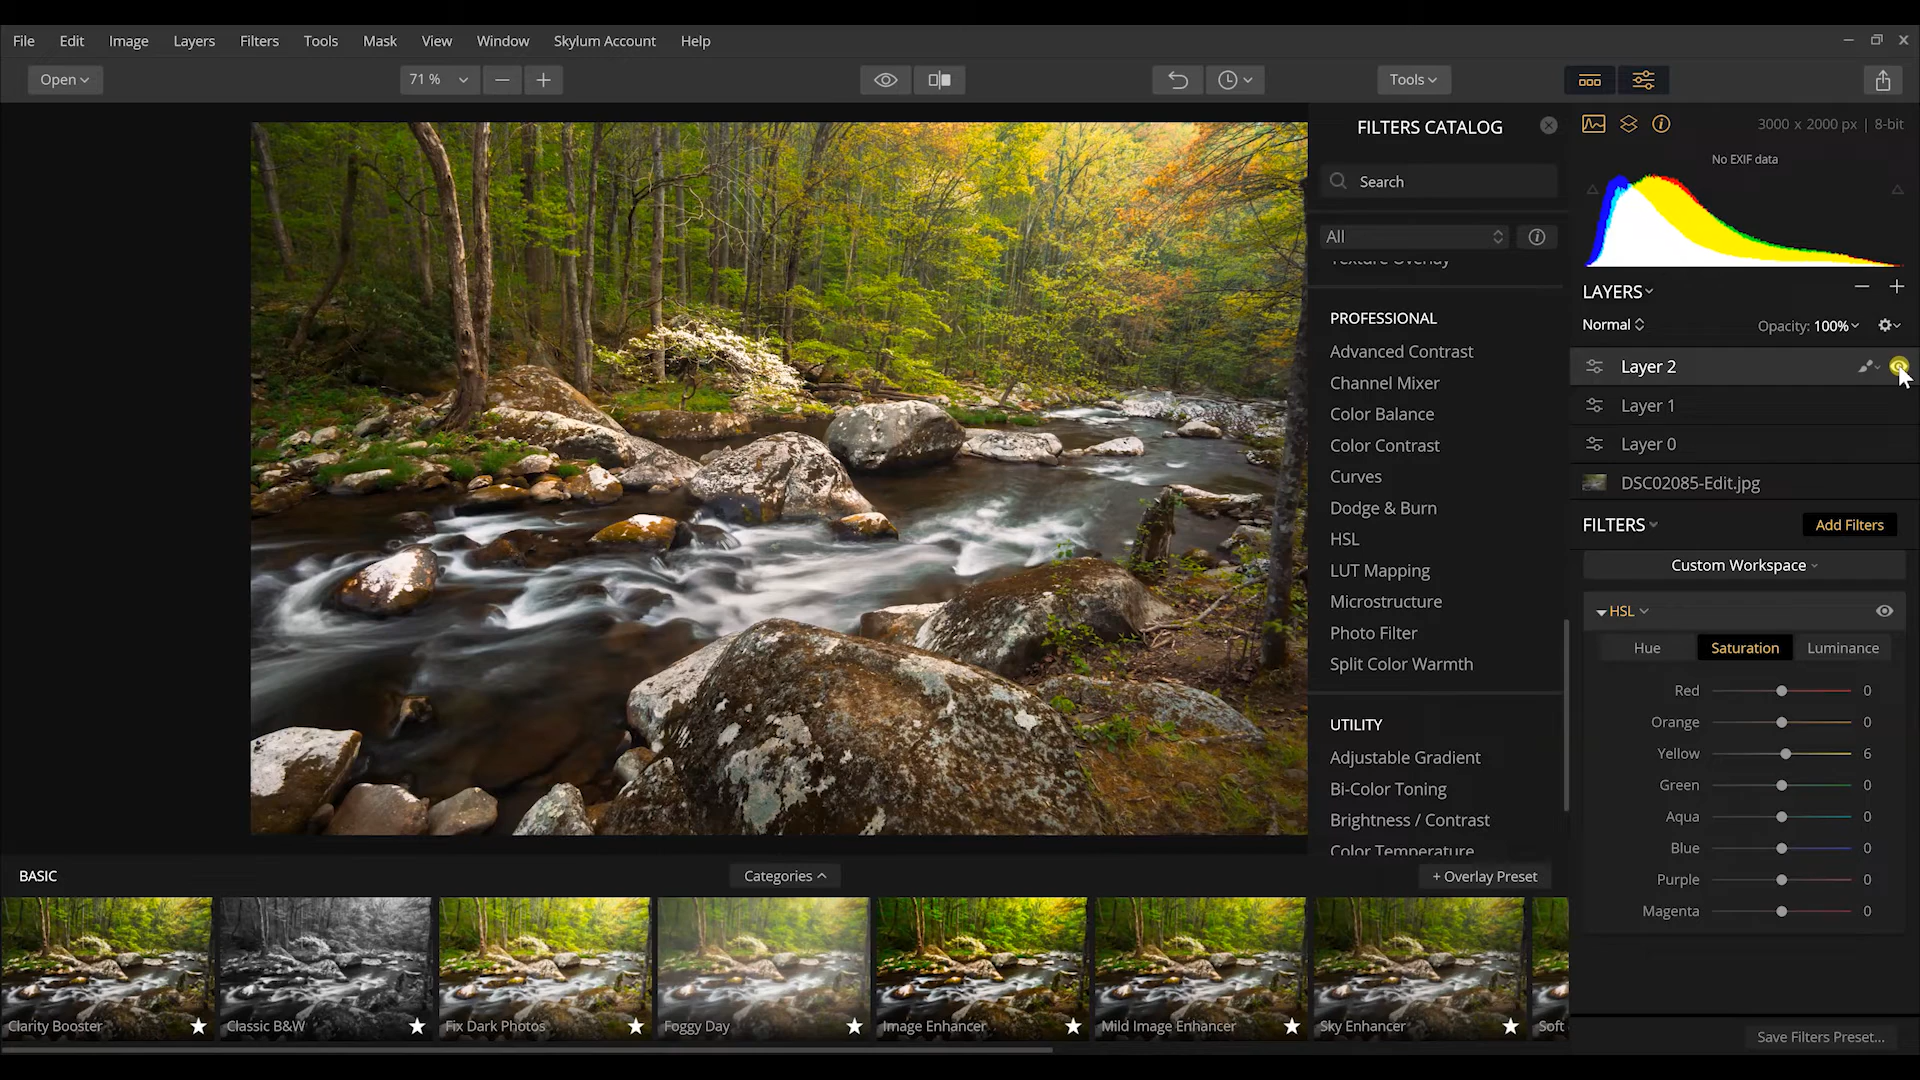 File Edit Image Layers Filters Tools Mask View Window Skylum Account Help
Open 71 % Tools
FILTERS CATALOG
Search
All
Texture Overlay
PROFESSIONAL
Advanced Contrast
Channel Mixer
Color Balance
Color Contrast
Curves
Dodge & Burn
HSL
LUT Mapping
Microstructure
Photo Filter
Split Color Warmth
UTILITY
Adjustable Gradient
Bi-Color Toning
Brightness / Contrast
Color Temperature
3000 x 2000 px | 8-bit
No EXIF data
LAYERS
Normal Opacity: 100%
Layer 2
Layer 1
Layer 0
DSC02085-Edit.jpg
FILTERS Add Filters
Custom Workspace
HSL
Hue Saturation Luminance
Red 0
Orange 0
Yellow 6
Green 0
Aqua 0
Blue 0
Purple 0
Magenta 0
Save Filters Preset...
BASIC Categories + Overlay Preset
Clarity Booster Classic B&W Fix Dark Photos Foggy Day Image Enhancer Mild Image Enhancer Sky Enhancer Soft